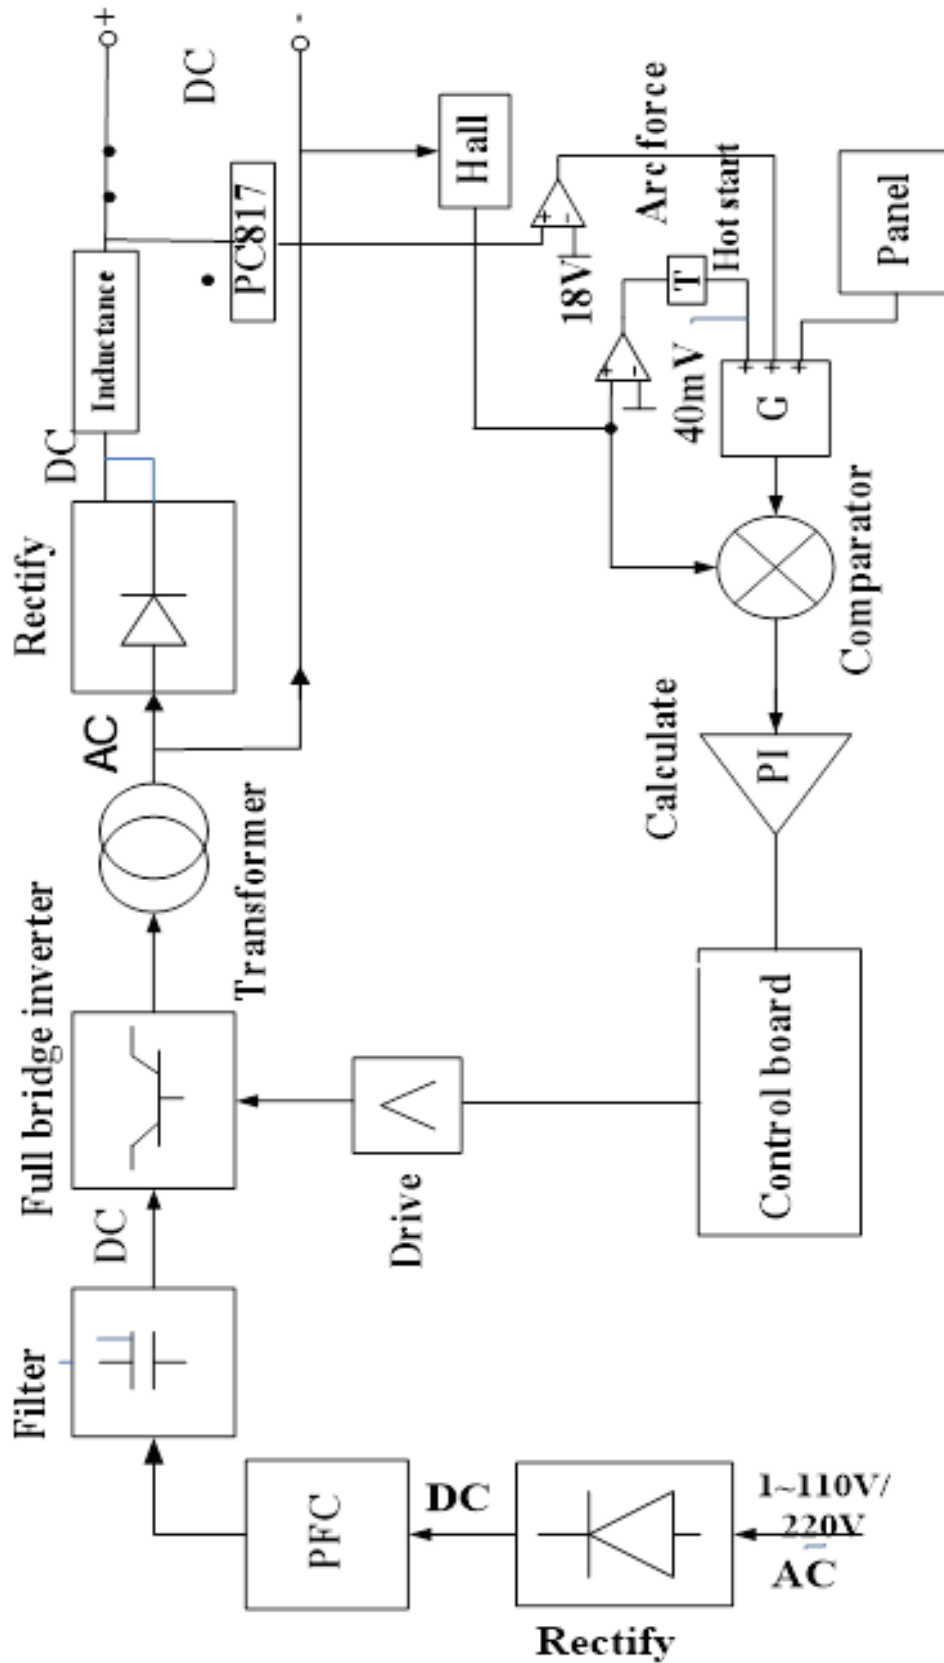 +
-
DC
Hall
Arc force
Hot start
Panel
PC817
Inductance
18V
+
-
T
40mV
+
-
+
+
+
G
DC
Rectify
Comparator
AC
Calculate
PI
Transformer
Full bridge inverter
Control board
Drive
DC
Filter
PFC
DC
1~110V/
220V
AC
Rectify